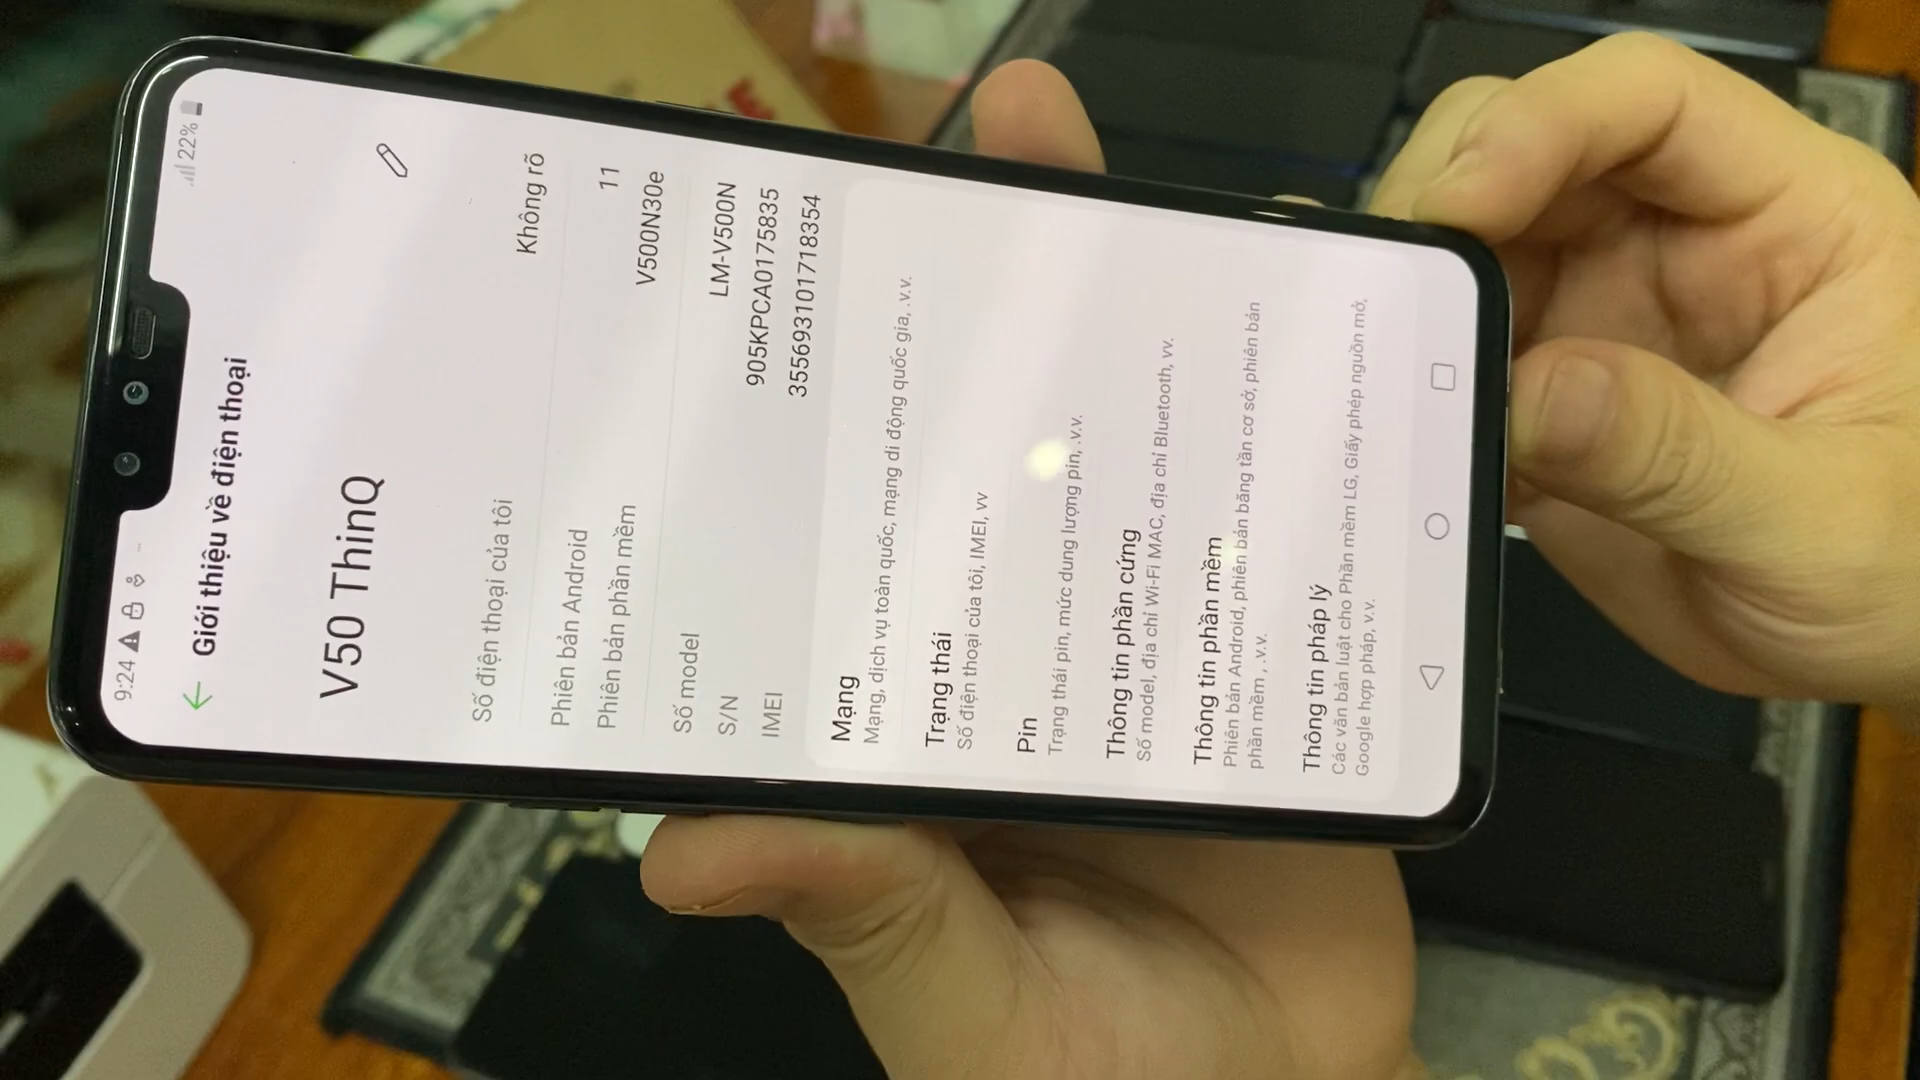 9:24
22%
Giới thiệu về điện thoại
V50 ThinQ
Số điện thoại của tôi
Không rõ
Phiên bản Android
11
Phiên bản phần mềm
V500N30e
Số model
LM-V500N
S/N
905KPCA0175835
IMEI
355693101718354
Mạng
Mạng, dịch vụ toàn quốc, mạng di động quốc gia, .v.v.
Trạng thái
Số điện thoại của tôi, IMEI, vv
Pin
Trạng thái pin, mức dung lượng pin, .v.v.
Thông tin phần cứng
Số model, địa chỉ Wi-Fi MAC, địa chỉ Bluetooth, vv.
Thông tin phần mềm
Phiên bản Android, phiên bản băng tần cơ sở, phiên bản
phần mềm , .v.v.
Thông tin pháp lý
Các văn bản luật cho Phần mềm LG, Giấy phép nguồn mở,
Google hợp pháp, v.v.